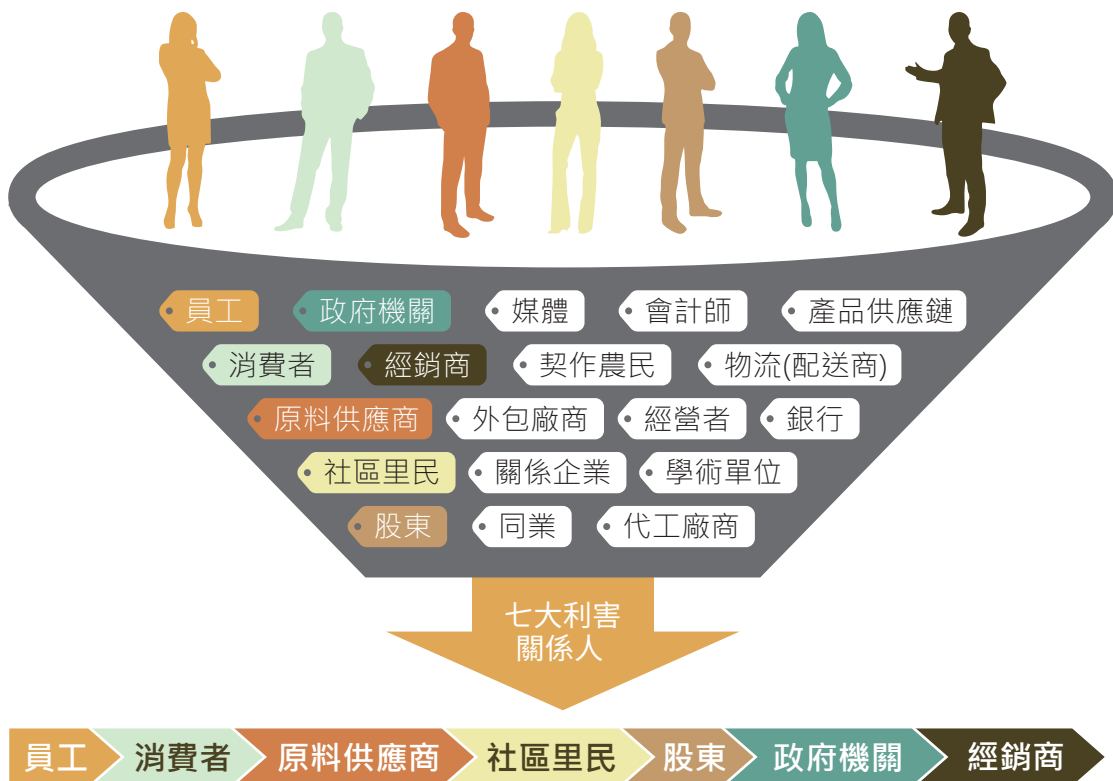 員工 政府機關 媒體 會計師 產品供應鏈
消費者 經銷商 契作農民 物流(配送商)
原料供應商 外包廠商 經營者 銀行
社區里民 關係企業 學術單位
股東 同業 代工廠商
七大利害
關係人
員工 消費者 原料供應商 社區里民 股東 政府機關 經銷商